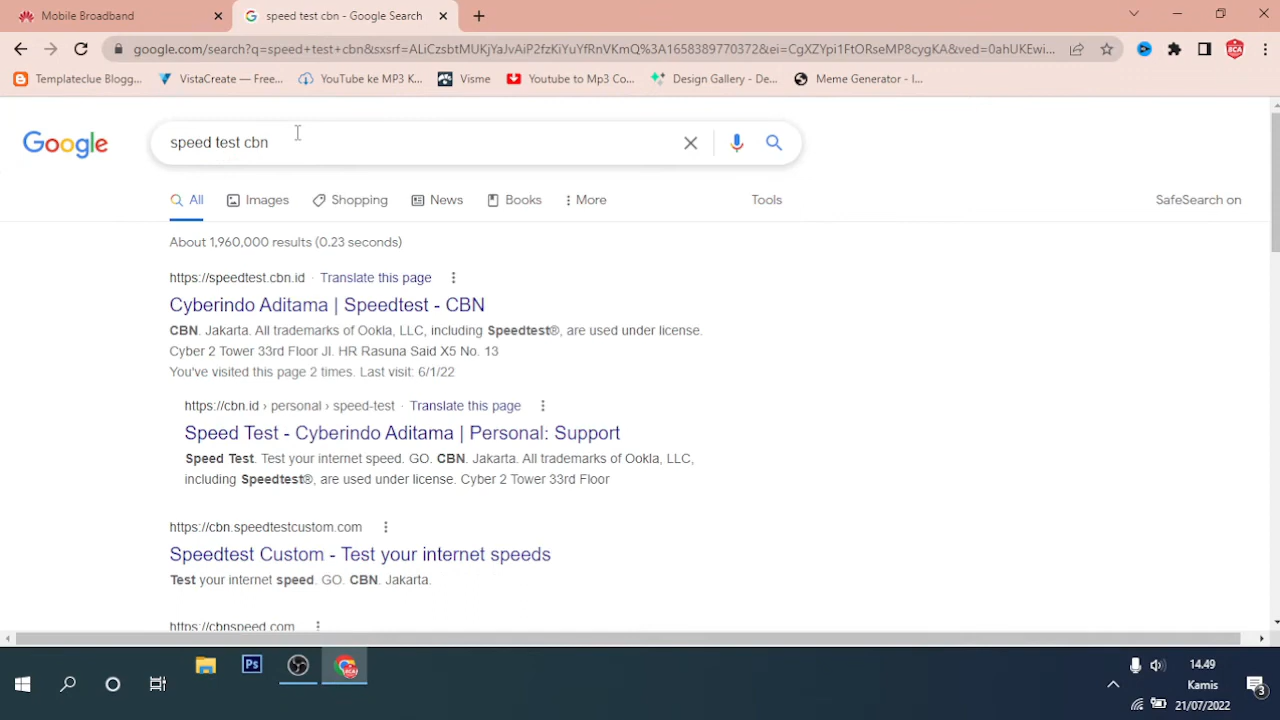 Mobile Broadband
speed test cbn - Google Search
google.com/search?q=speed+test+cbn&sxsrf=ALiCzsbtMUKjYaJvAiP2fzKiYuYfRnVKmQ%3A1658389770372&ei=CgXZYpi1FtORseMP8cygKA&ved=0ahUKEwi...
Templateclue Blogg...
VistaCreate — Free...
YouTube ke MP3 K...
Visme
Youtube to Mp3 Co...
Design Gallery - De...
Meme Generator - I...
Google
speed test cbn
All
Images
Shopping
News
Books
More
Tools
SafeSearch on
About 1,960,000 results (0.23 seconds)
https://speedtest.cbn.id · Translate this page
Cyberindo Aditama | Speedtest - CBN
CBN. Jakarta. All trademarks of Ookla, LLC, including Speedtest®, are used under license.
Cyber 2 Tower 33rd Floor Jl. HR Rasuna Said X5 No. 13
You've visited this page 2 times. Last visit: 6/1/22
https://cbn.id › personal › speed-test · Translate this page
Speed Test - Cyberindo Aditama | Personal: Support
Speed Test. Test your internet speed. GO. CBN. Jakarta. All trademarks of Ookla, LLC,
including Speedtest®, are used under license. Cyber 2 Tower 33rd Floor
https://cbn.speedtestcustom.com
Speedtest Custom - Test your internet speeds
Test your internet speed. GO. CBN. Jakarta.
https://cbnspeed.com
Ps
14.49
Kamis
21/07/2022
3